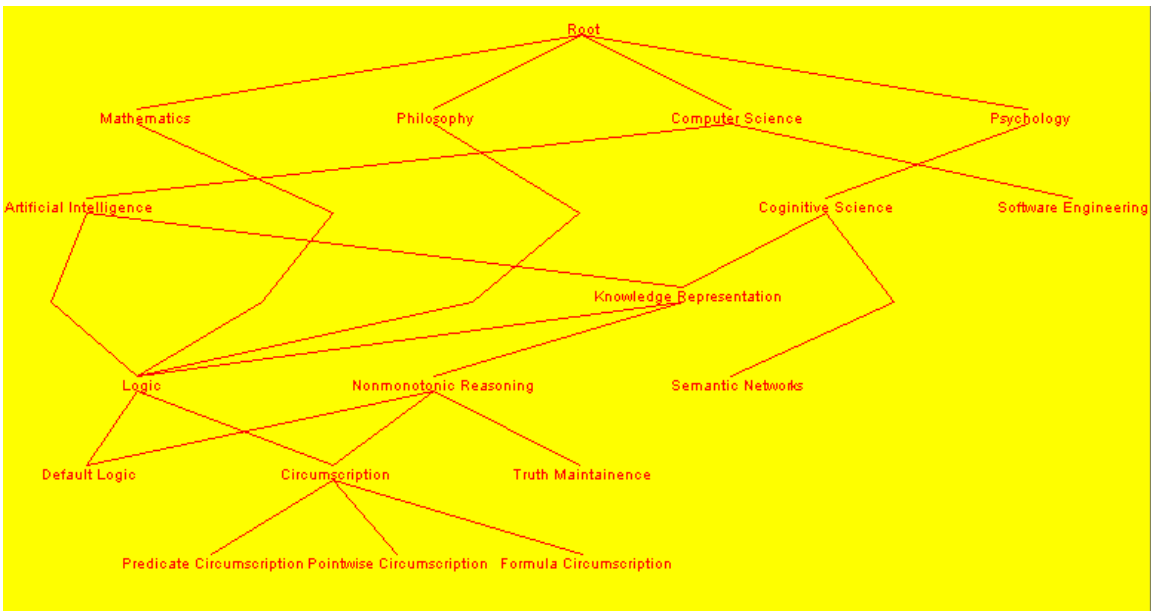 Root
Mathematics Philosophy Computer Science Psychology
Artificial Intelligence Coginitive Science Software Engineering
Knowledge Representation
Logic Nonmonotonic Reasoning Semantic Networks
Default Logic Circumscription Truth Maintainence
Predicate Circumscription Pointwise Circumscription Formula Circumscription